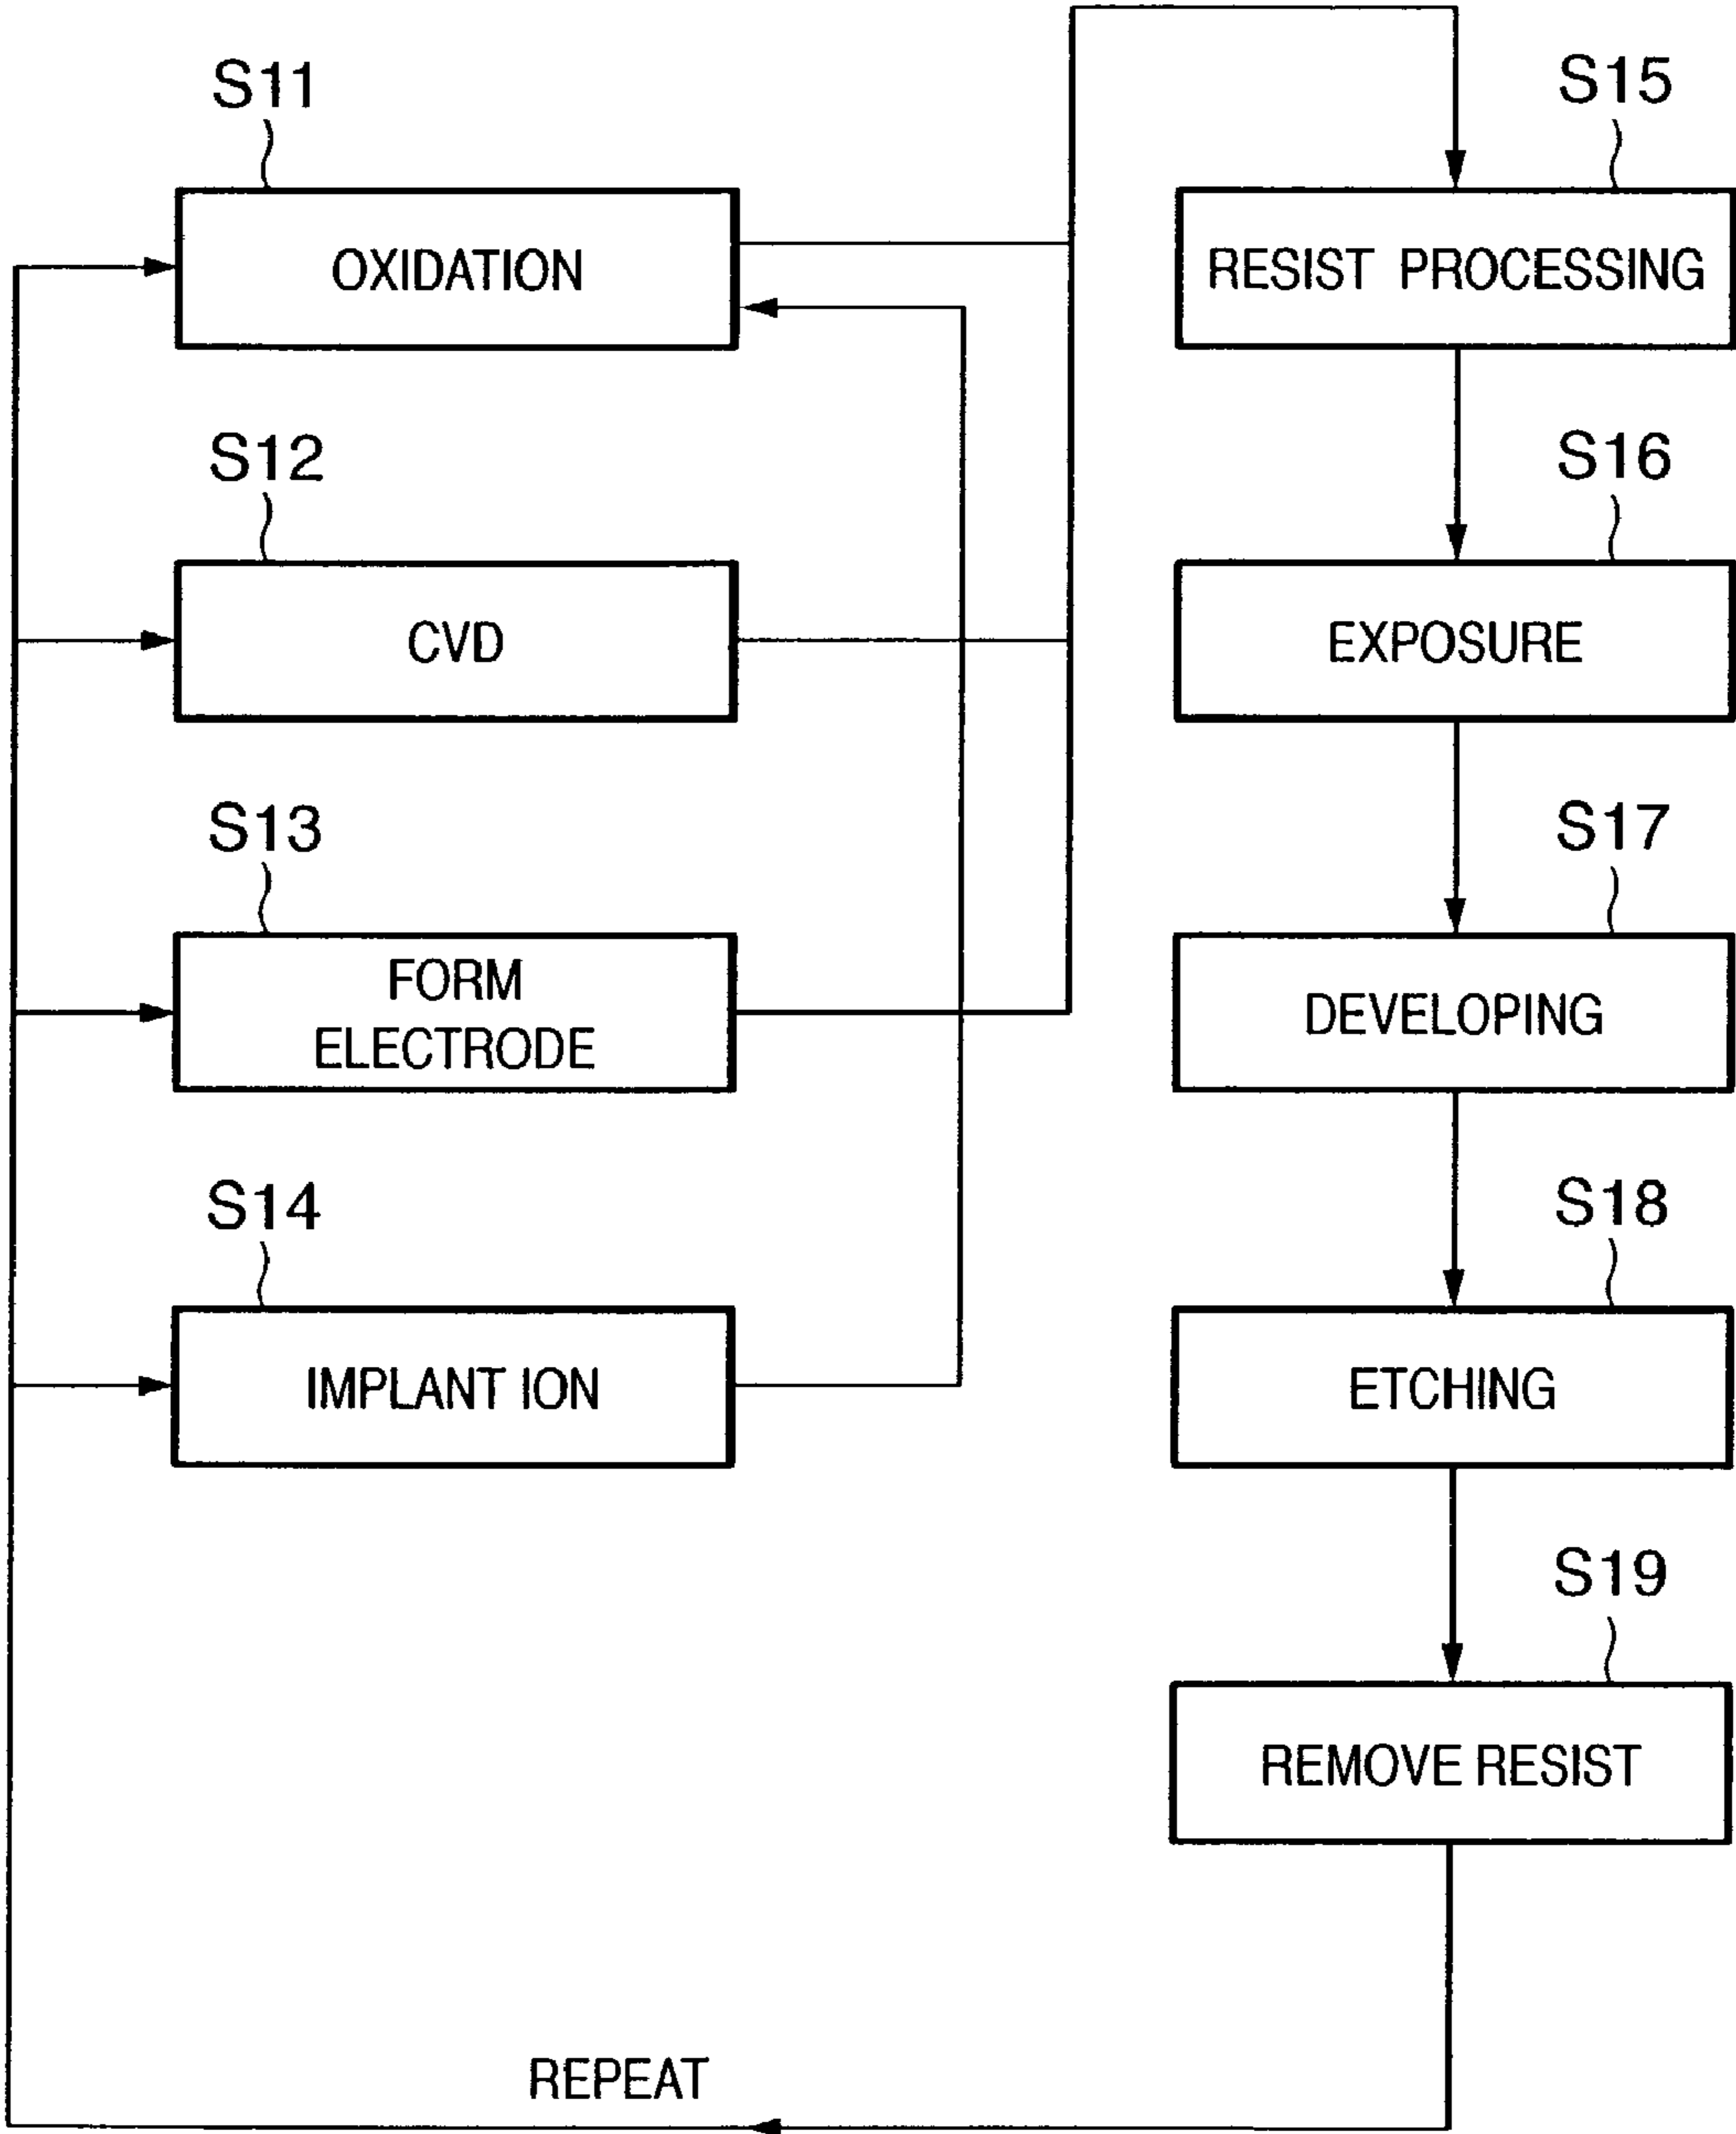 S11
OXIDATION
S12
CVD
S13
FORM
ELECTRODE
S14
IMPLANT ION
S15
RESIST PROCESSING
S16
EXPOSURE
S17
DEVELOPING
S18
ETCHING
S19
REMOVE RESIST
REPEAT